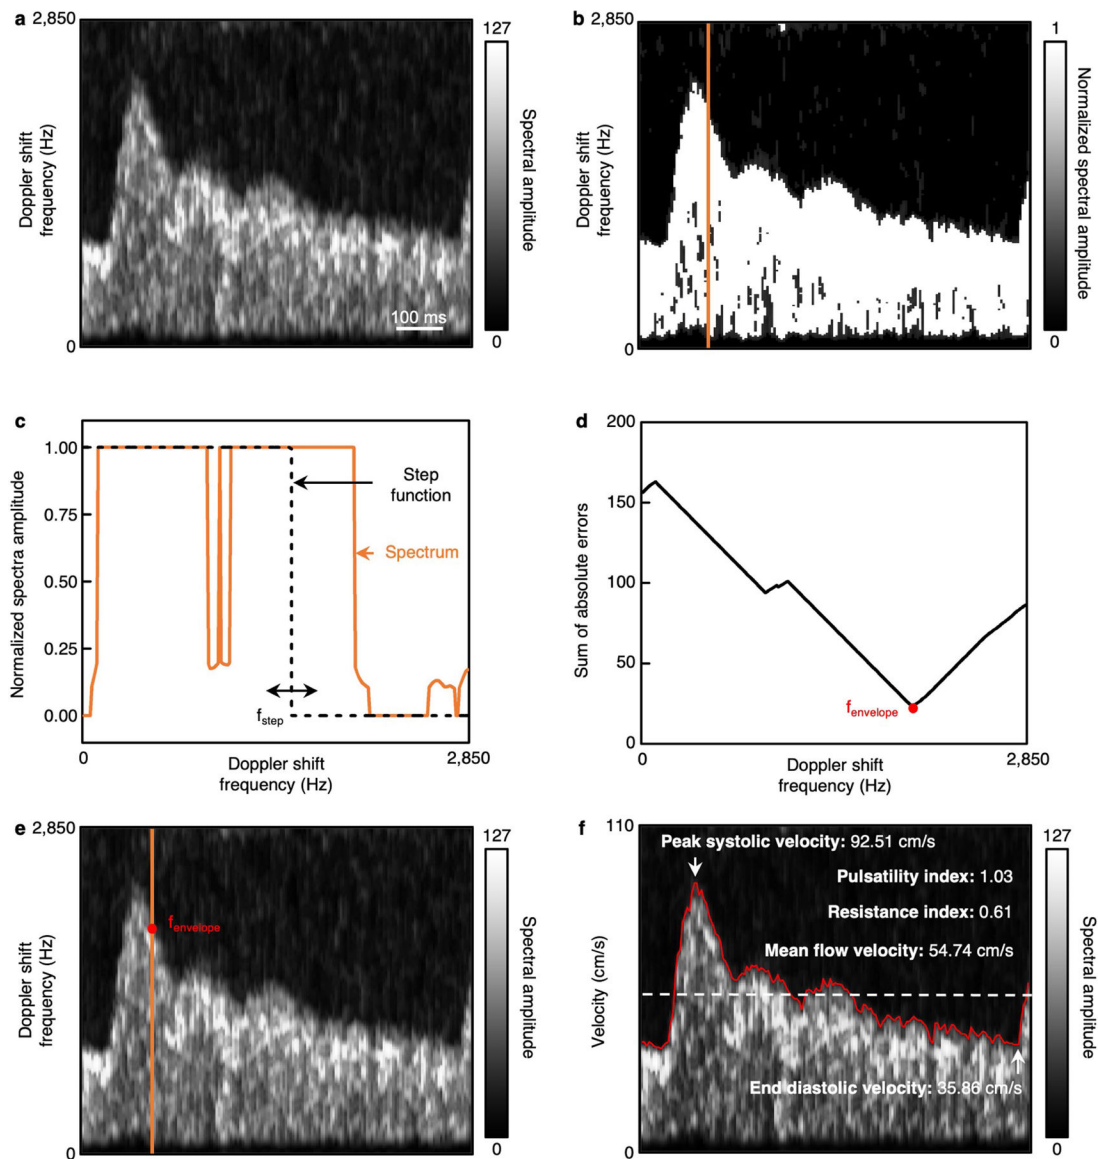 a
2,850
Doppler shift
frequency (Hz)
0
100 ms
127
Spectral amplitude
0
b
2,850
Doppler shift
frequency (Hz)
0
1
Normalized spectral amplitude
0
c
Normalized spectra amplitude
1.00
0.75
0.50
0.25
0.00
Step
function
Spectrum
fstep
0
2,850
Doppler shift
frequency (Hz)
d
Sum of absolute errors
200
150
100
50
0
fenvelope
0
2,850
Doppler shift
frequency (Hz)
e
2,850
Doppler shift
frequency (Hz)
0
fenvelope
127
Spectral amplitude
0
f
110
Velocity (cm/s)
0
Peak systolic velocity: 92.51 cm/s
Pulsatility index: 1.03
Resistance index: 0.61
Mean flow velocity: 54.74 cm/s
End diastolic velocity: 35.86 cm/s
127
Spectral amplitude
0